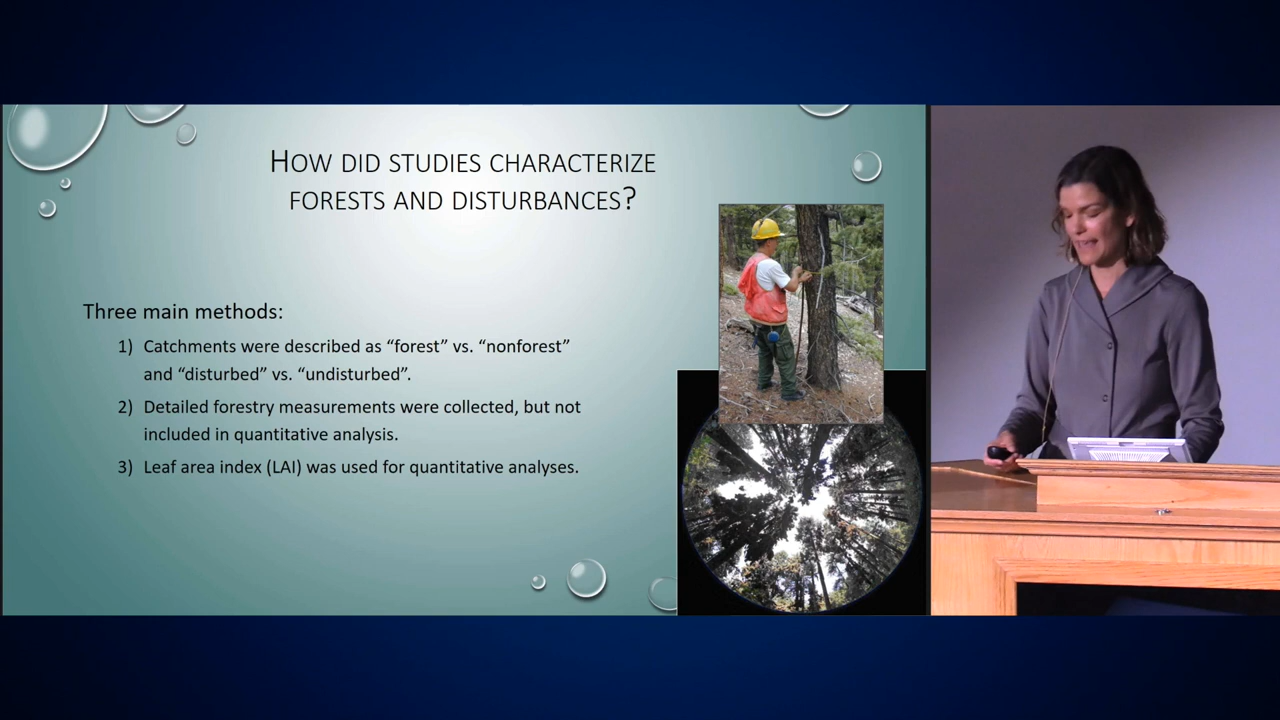 HOW DID STUDIES CHARACTERIZE
FORESTS AND DISTURBANCES?
Three main methods:
1) Catchments were described as “forest” vs. “nonforest”
and “disturbed” vs. “undisturbed”.
2) Detailed forestry measurements were collected, but not
included in quantitative analysis.
3) Leaf area index (LAI) was used for quantitative analyses.